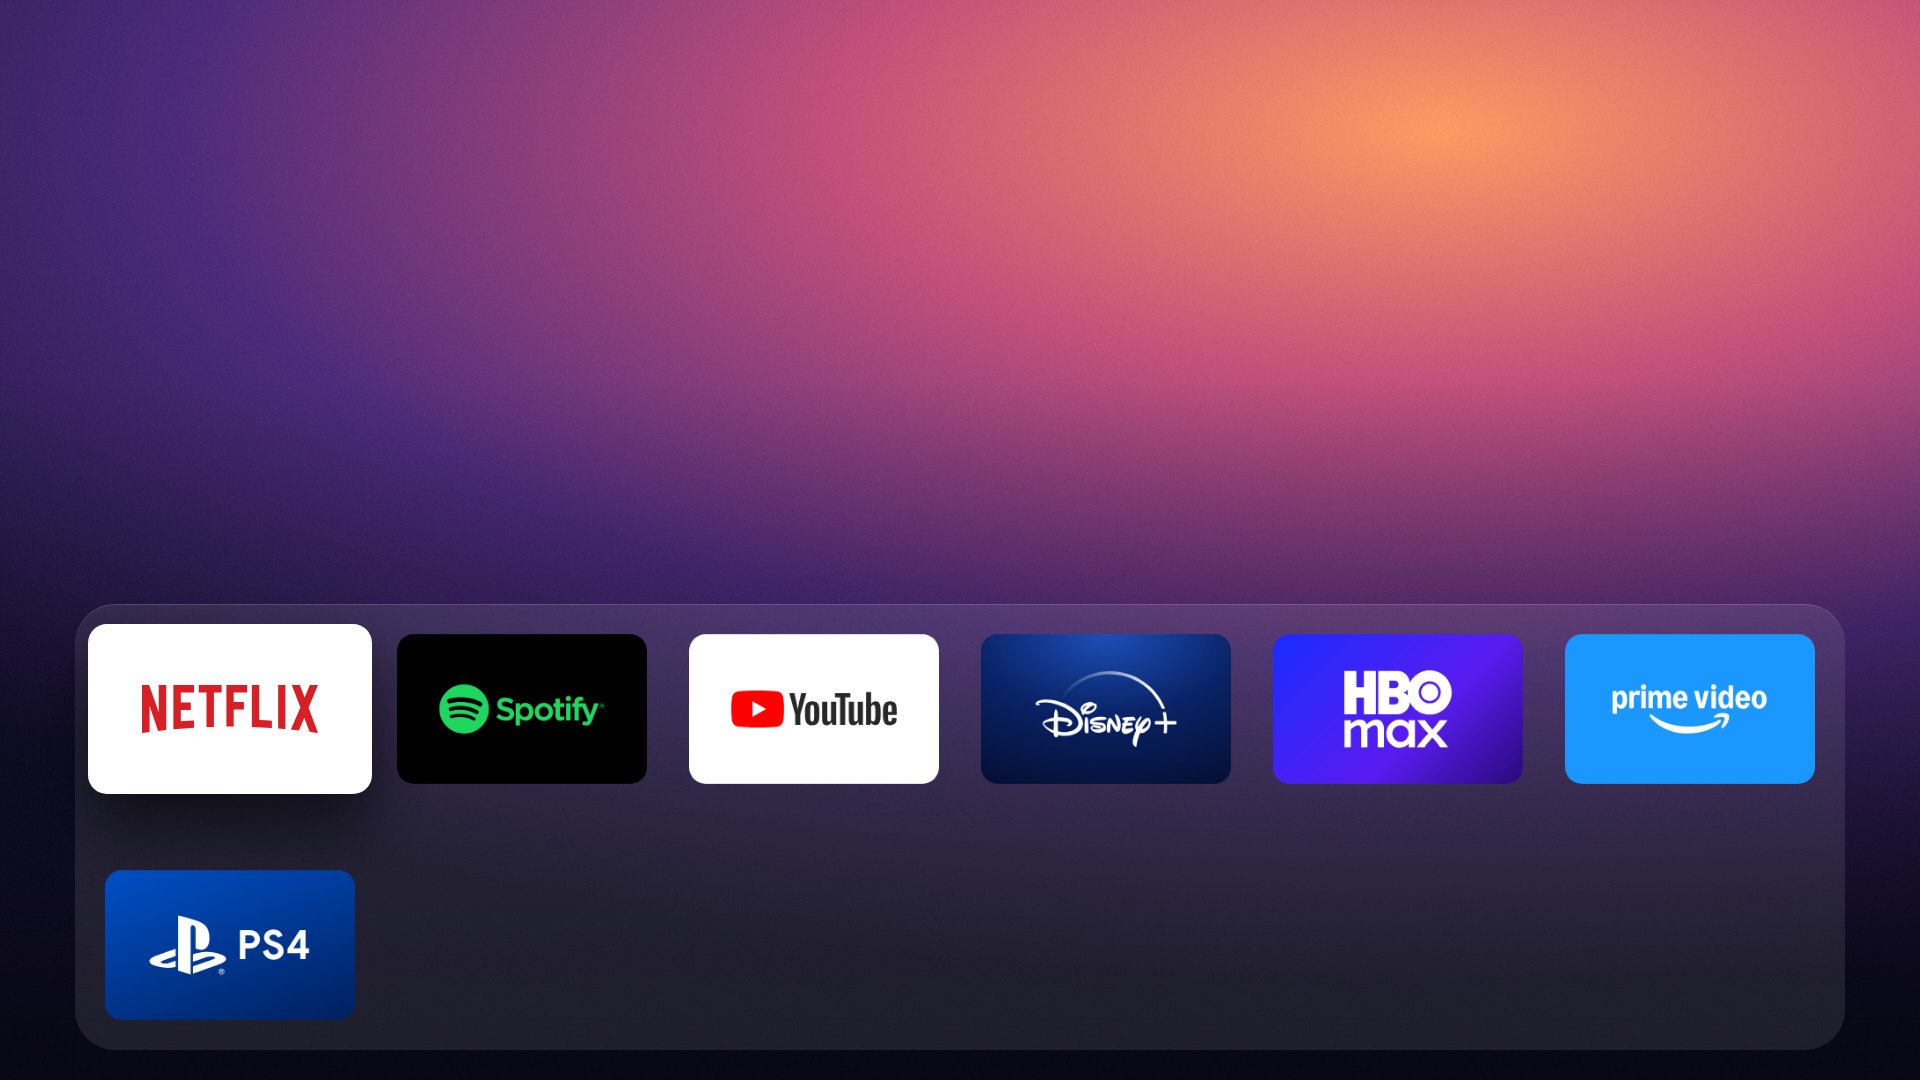 NETFLIX
Spotify
YouTube
Disney+
HBO
max
prime video
PS4